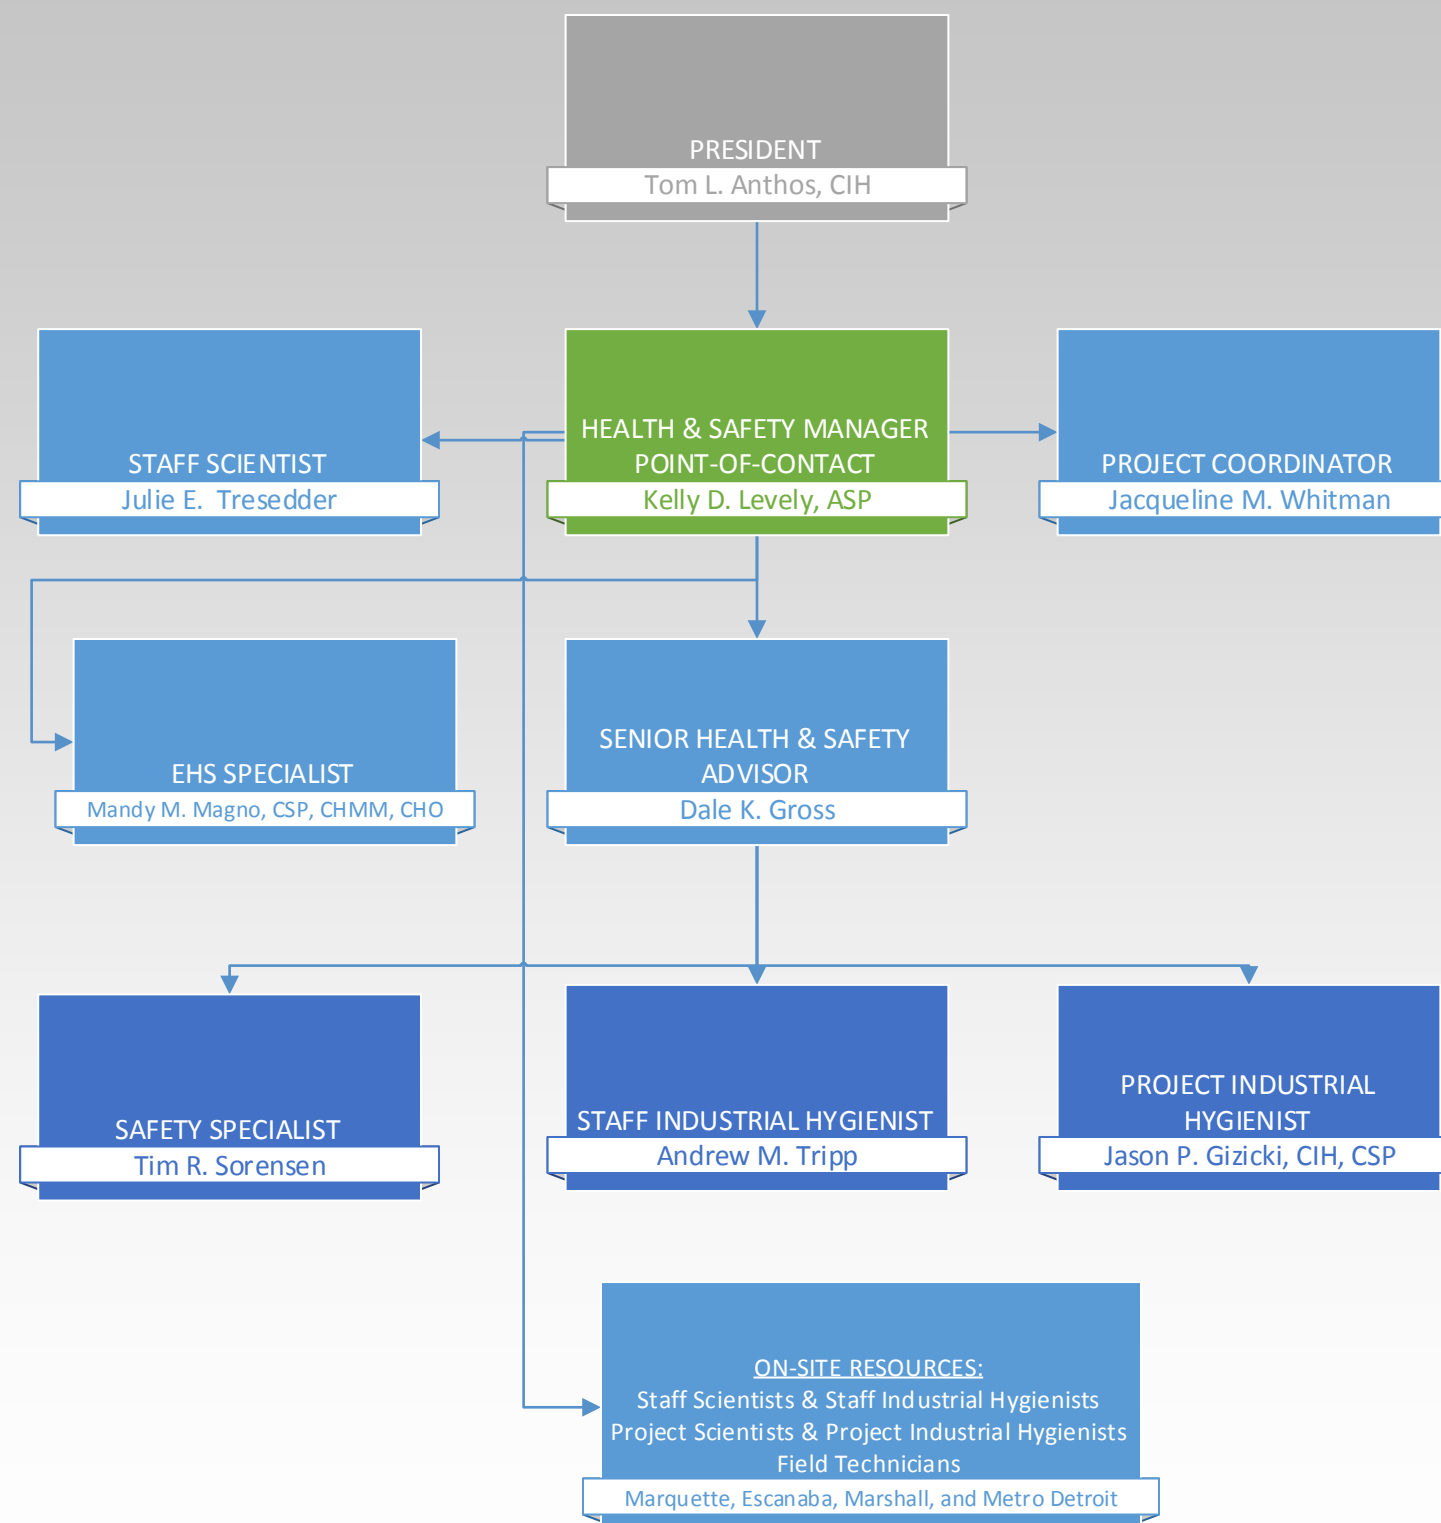 PRESIDENT
Tom L. Anthos, CIH
STAFF SCIENTIST
Julie E. Tresedder
HEALTH & SAFETY MANAGER
POINT-OF-CONTACT
Kelly D. Levely, ASP
PROJECT COORDINATOR
Jacqueline M. Whitman
EHS SPECIALIST
Mandy M. Magno, CSP, CHMM, CHO
SENIOR HEALTH & SAFETY
ADVISOR
Dale K. Gross
SAFETY SPECIALIST
Tim R. Sorensen
STAFF INDUSTRIAL HYGIENIST
Andrew M. Tripp
PROJECT INDUSTRIAL
HYGIENIST
Jason P. Gizicki, CIH, CSP
ON-SITE RESOURCES:
Staff Scientists & Staff Industrial Hygienists
Project Scientists & Project Industrial Hygienists
Field Technicians
Marquette, Escanaba, Marshall, and Metro Detroit